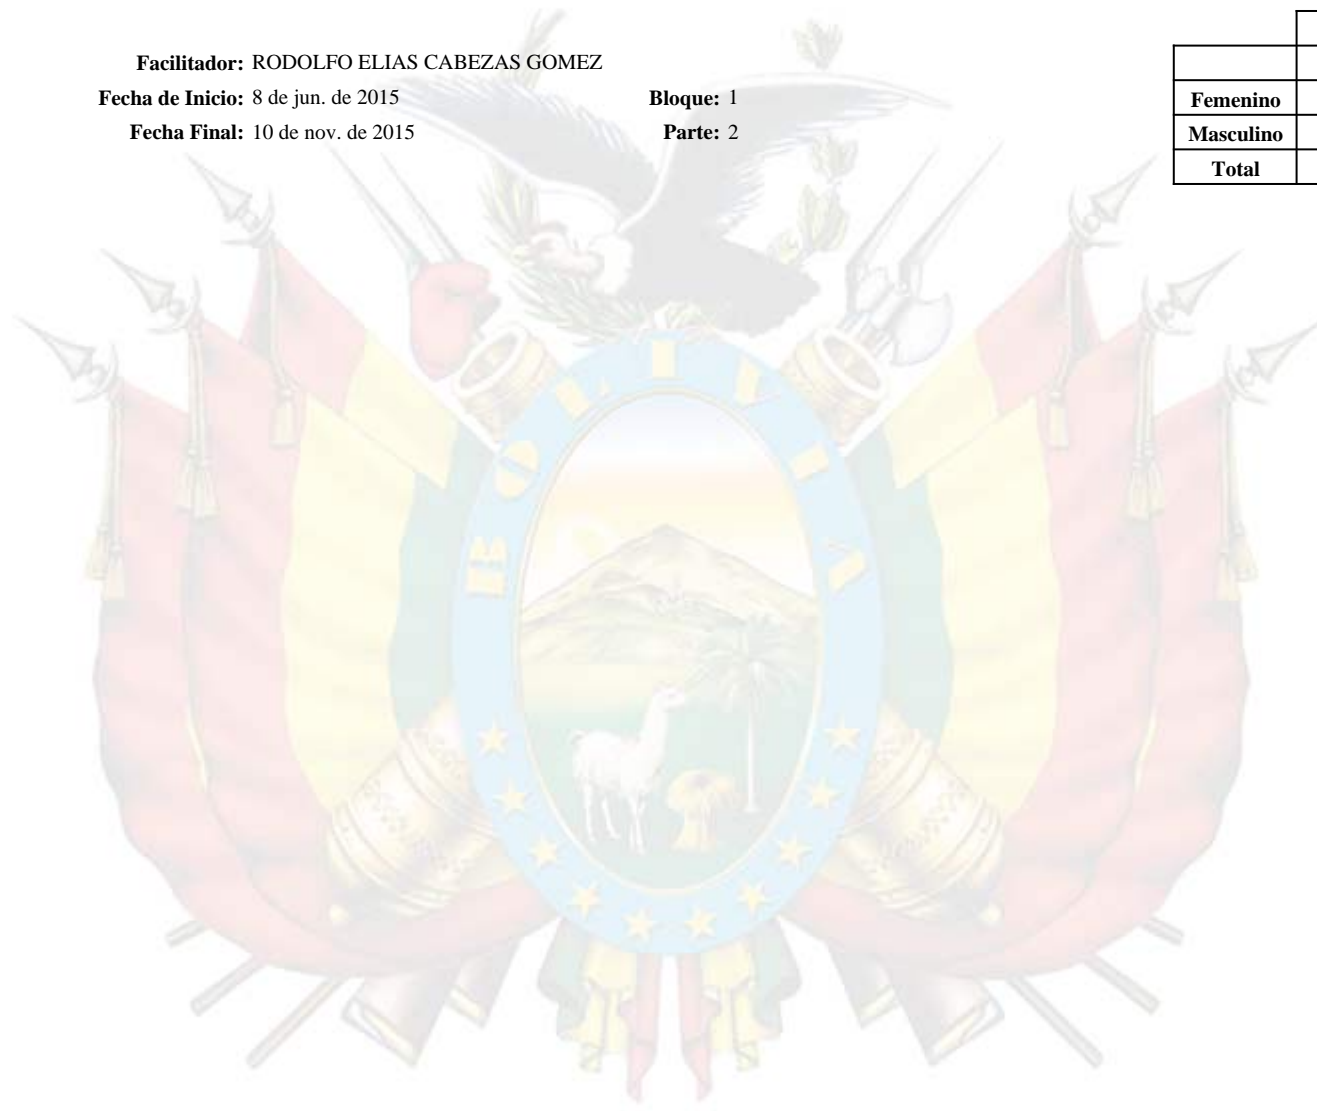 Facilitador: RODOLFO ELIAS CABEZAS GOMEZ
Fecha de Inicio: 8 de jun. de 2015 Bloque: 1
Fecha Final: 10 de nov. de 2015 Parte: 2
Femenino
Masculino
Total
BOLIVIA